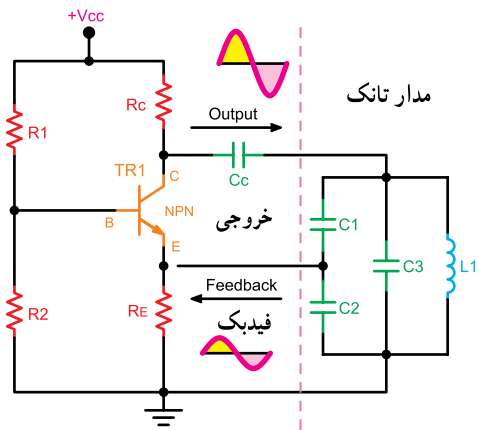 +Vcc
Rc
R1
Output
مدار تانک
TR1
C
Cc
B
NPN
خروجی
C1
E
C3
L1
Feedback
R2
RE
C2
فیدبک